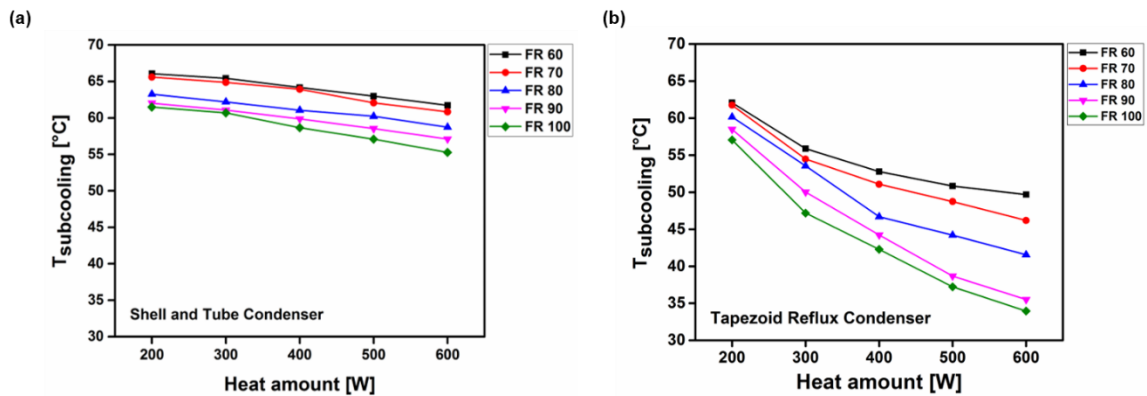 (a)
70
65
60
55
50
45
40
35
30
Tsubcooling [°C]
Shell and Tube Condenser
200 300 400 500 600
Heat amount [W]
FR 60
FR 70
FR 80
FR 90
FR 100
(b)
70
65
60
55
50
45
40
35
30
Tsubcooling [°C]
Tapezoid Reflux Condenser
200 300 400 500 600
Heat amount [W]
FR 60
FR 70
FR 80
FR 90
FR 100